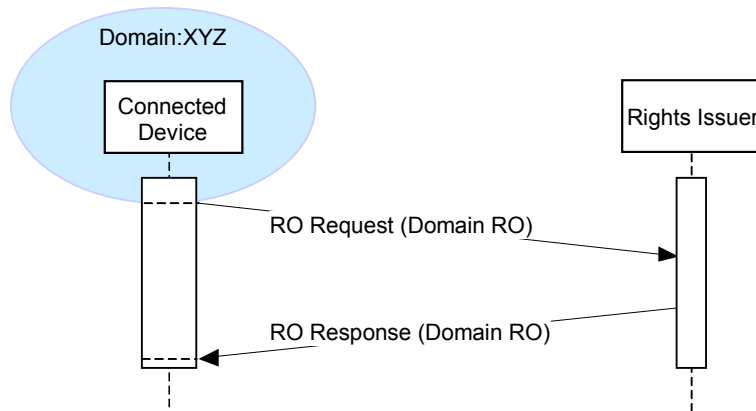 Domain:XYZ
Connected
Device
Rights Issuer
RO Request (Domain RO)
RO Response (Domain RO)